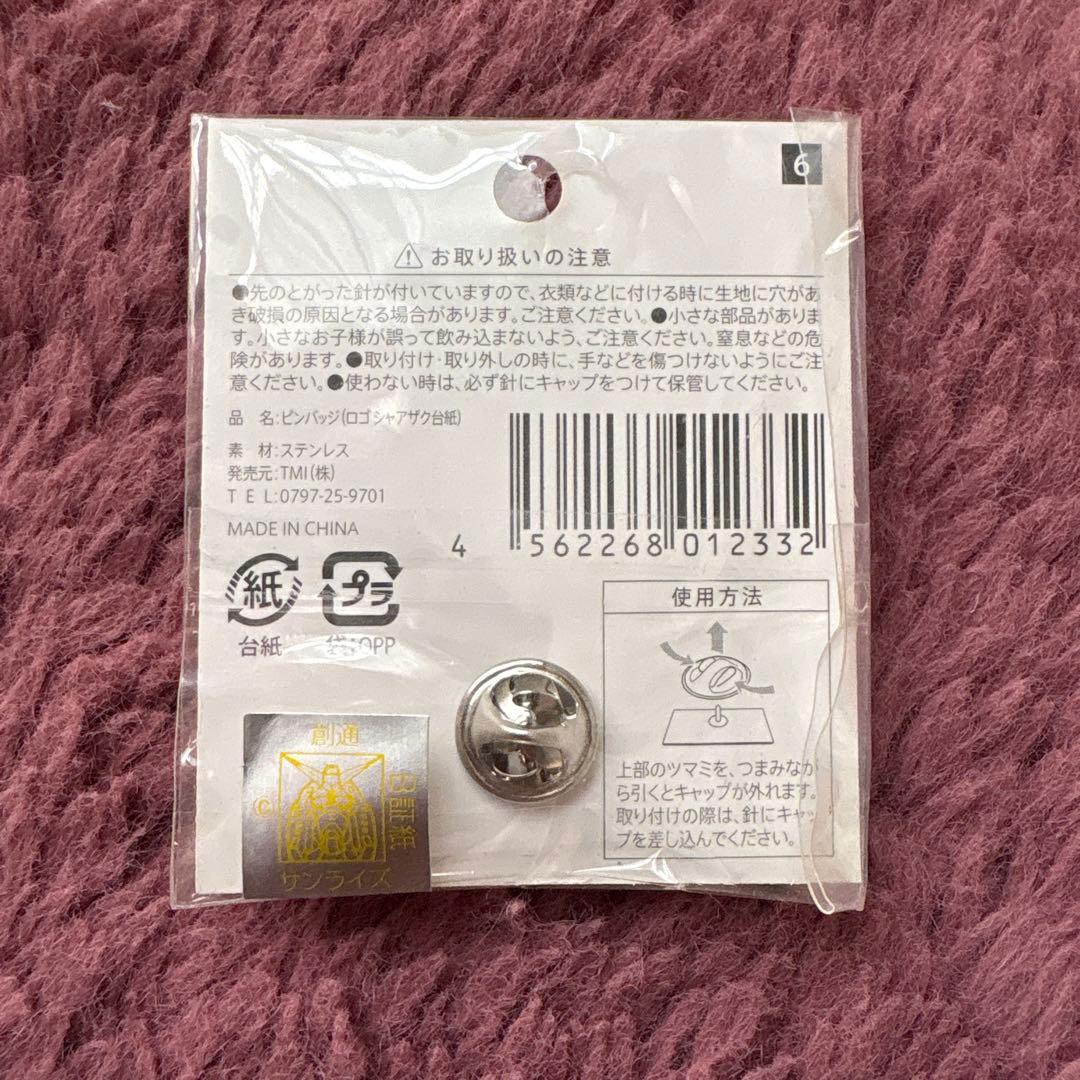 6
お取り扱いの注意
●先のとがった針が付いていますので、衣類などに付ける時に生地に穴があ
き破損の原因となる場合があります。ご注意ください。●小さな部品がありま
す。小さなお子様が誤って飲み込まないよう、ご注意ください。窒息などの危
険があります。●取り付け・取り外しの時に、手などを傷つけないようにご注
意ください。●使わない時は、必ず針にキャップをつけて保管してください。
品 名:ピンバッジ(ロゴ シャアザク台紙)
素 材:ステンレス
発売元:TMI(株)
T E L:0797-25-9701
MADE IN CHINA
4 562268 012332
紙
台紙
プラ
袋:OPP
使用方法
上部のツマミを、つまみなが
ら引くとキャップが外れます。
取り付けの際は、針にキャッ
プを差し込んでください。
創通
©
証紙
サンライズ